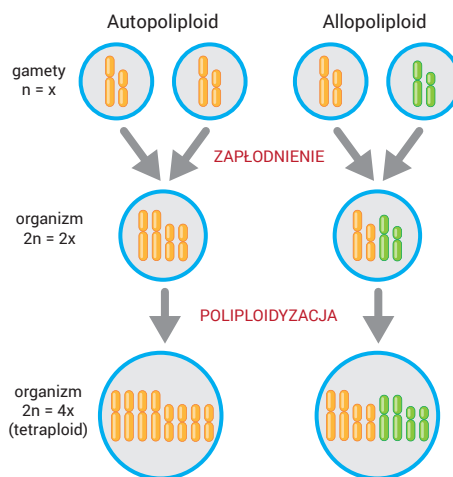 Autopoliploid
Allopoliploid
gamety
n = x
ZAPŁODNIENIE
organizm
2n = 2x
POLIPLOIDYZACJA
organizm
2n = 4x
(tetraploid)